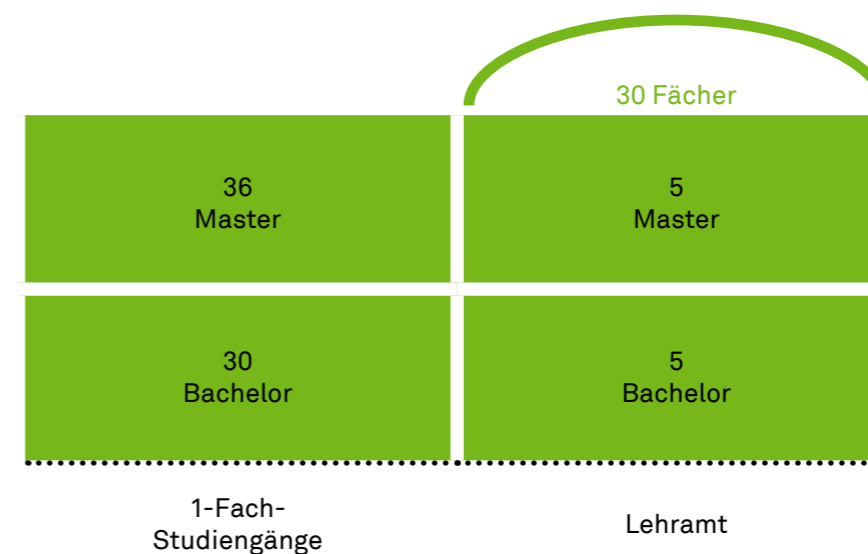 30 Fächer
36
Master
5
Master
30
Bachelor
5
Bachelor
1-Fach-
Studiengänge
Lehramt